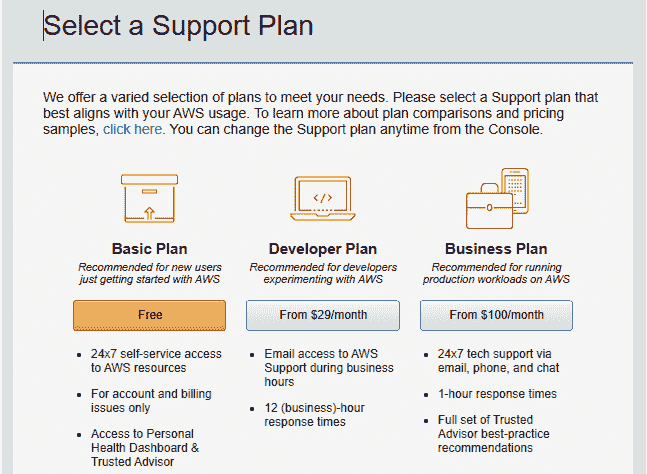 Select a Support Plan
We offer a varied selection of plans to meet your needs. Please select a Support plan that
best aligns with your AWS usage. To learn more about plan comparisons and pricing
samples, click here. You can change the Support plan anytime from the Console.
</>
Basic Plan
Recommended for new users
just getting started with AWS
Free
• 24x7 self-service access
to AWS resources
• For account and billing
issues only
• Access to Personal
Health Dashboard &
Trusted Advisor
Developer Plan
Recommended for developers
experimenting with AWS
From $29/month
• Email access to AWS
Support during business
hours
• 12 (business)-hour
response times
Business Plan
Recommended for running
production workloads on AWS
From $100/month
• 24x7 tech support via
email, phone, and chat
• 1-hour response times
• Full set of Trusted
Advisor best-practice
recommendations